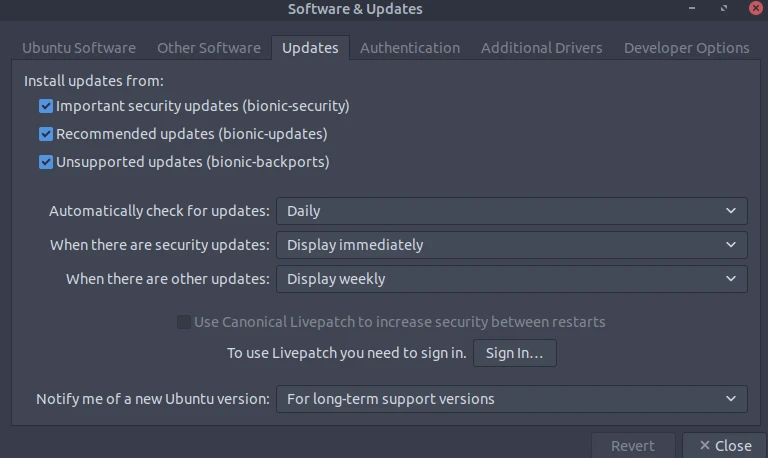 Software & Updates
Ubuntu Software Other Software Updates Authentication Additional Drivers Developer Options
Install updates from:
Important security updates (bionic-security)
Recommended updates (bionic-updates)
Unsupported updates (bionic-backports)
Automatically check for updates: Daily
When there are security updates: Display immediately
When there are other updates: Display weekly
Use Canonical Livepatch to increase security between restarts
To use Livepatch you need to sign in. Sign In…
Notify me of a new Ubuntu version: For long-term support versions
Revert Close